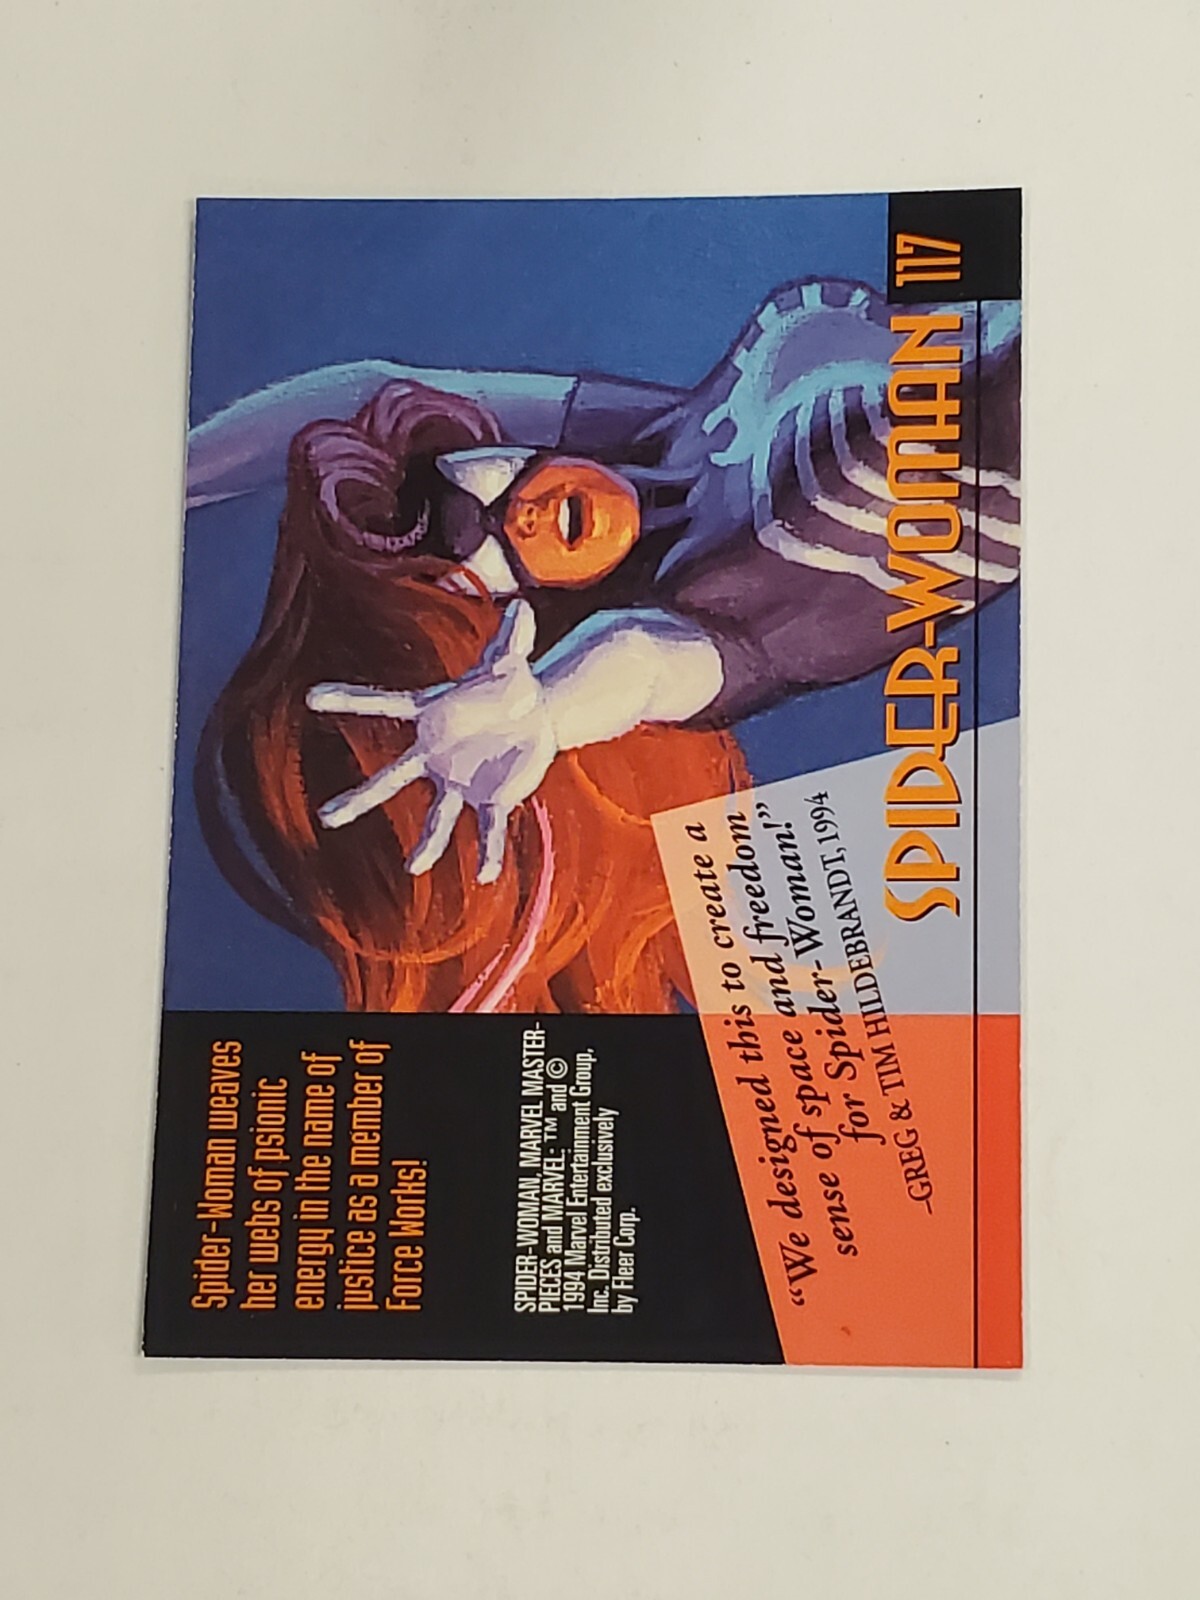 Spider-Woman weaves
her webs of psionic
energy in the name of
justice as a member of
Force Works!
SPIDER-WOMAN, MARVEL MASTER-
PIECES and MARVEL: ™ and ©
1994 Marvel Entertainment Group,
Inc. Distributed exclusively
by Fleer Corp.
“We designed this to create a
sense of space and freedom
for Spider-Woman!”
–GREG & TIM HILDEBRANDT, 1994
SPIDER-WOMAN 117